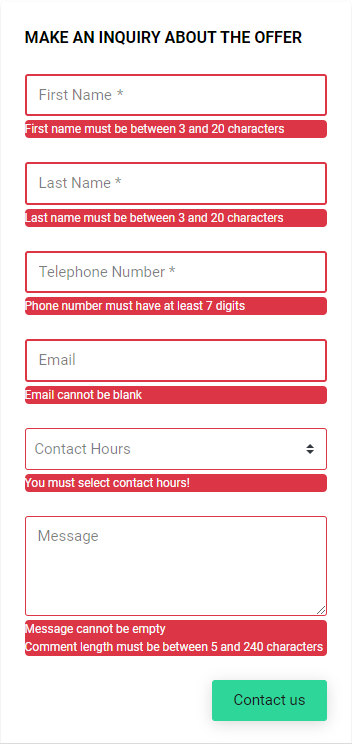 MAKE AN INQUIRY ABOUT THE OFFER
First Name *
First name must be between 3 and 20 characters
Last Name *
Last name must be between 3 and 20 characters
Telephone Number *
Phone number must have at least 7 digits
Email
Email cannot be blank
Contact Hours
You must select contact hours!
Message
Message cannot be empty
Comment length must be between 5 and 240 characters
Contact us